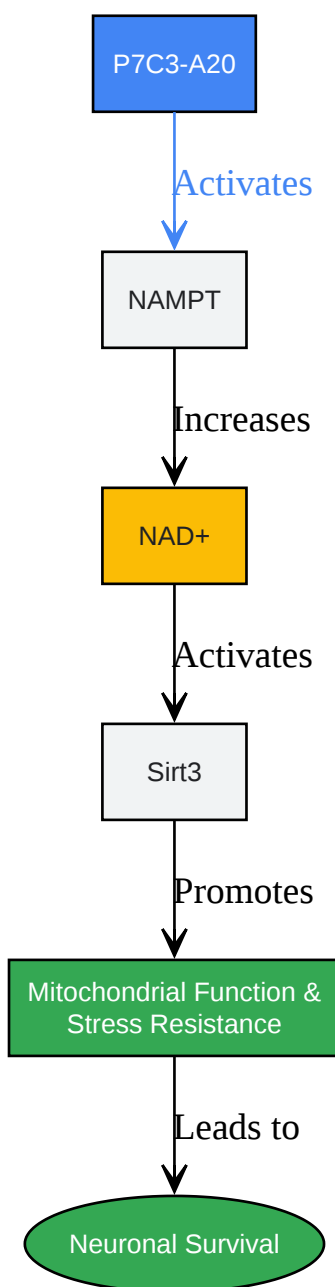 P7C3-A20
Activates
NAMPT
Increases
NAD+
Activates
Sirt3
Promotes
Mitochondrial Function &
Stress Resistance
Leads to
Neuronal Survival